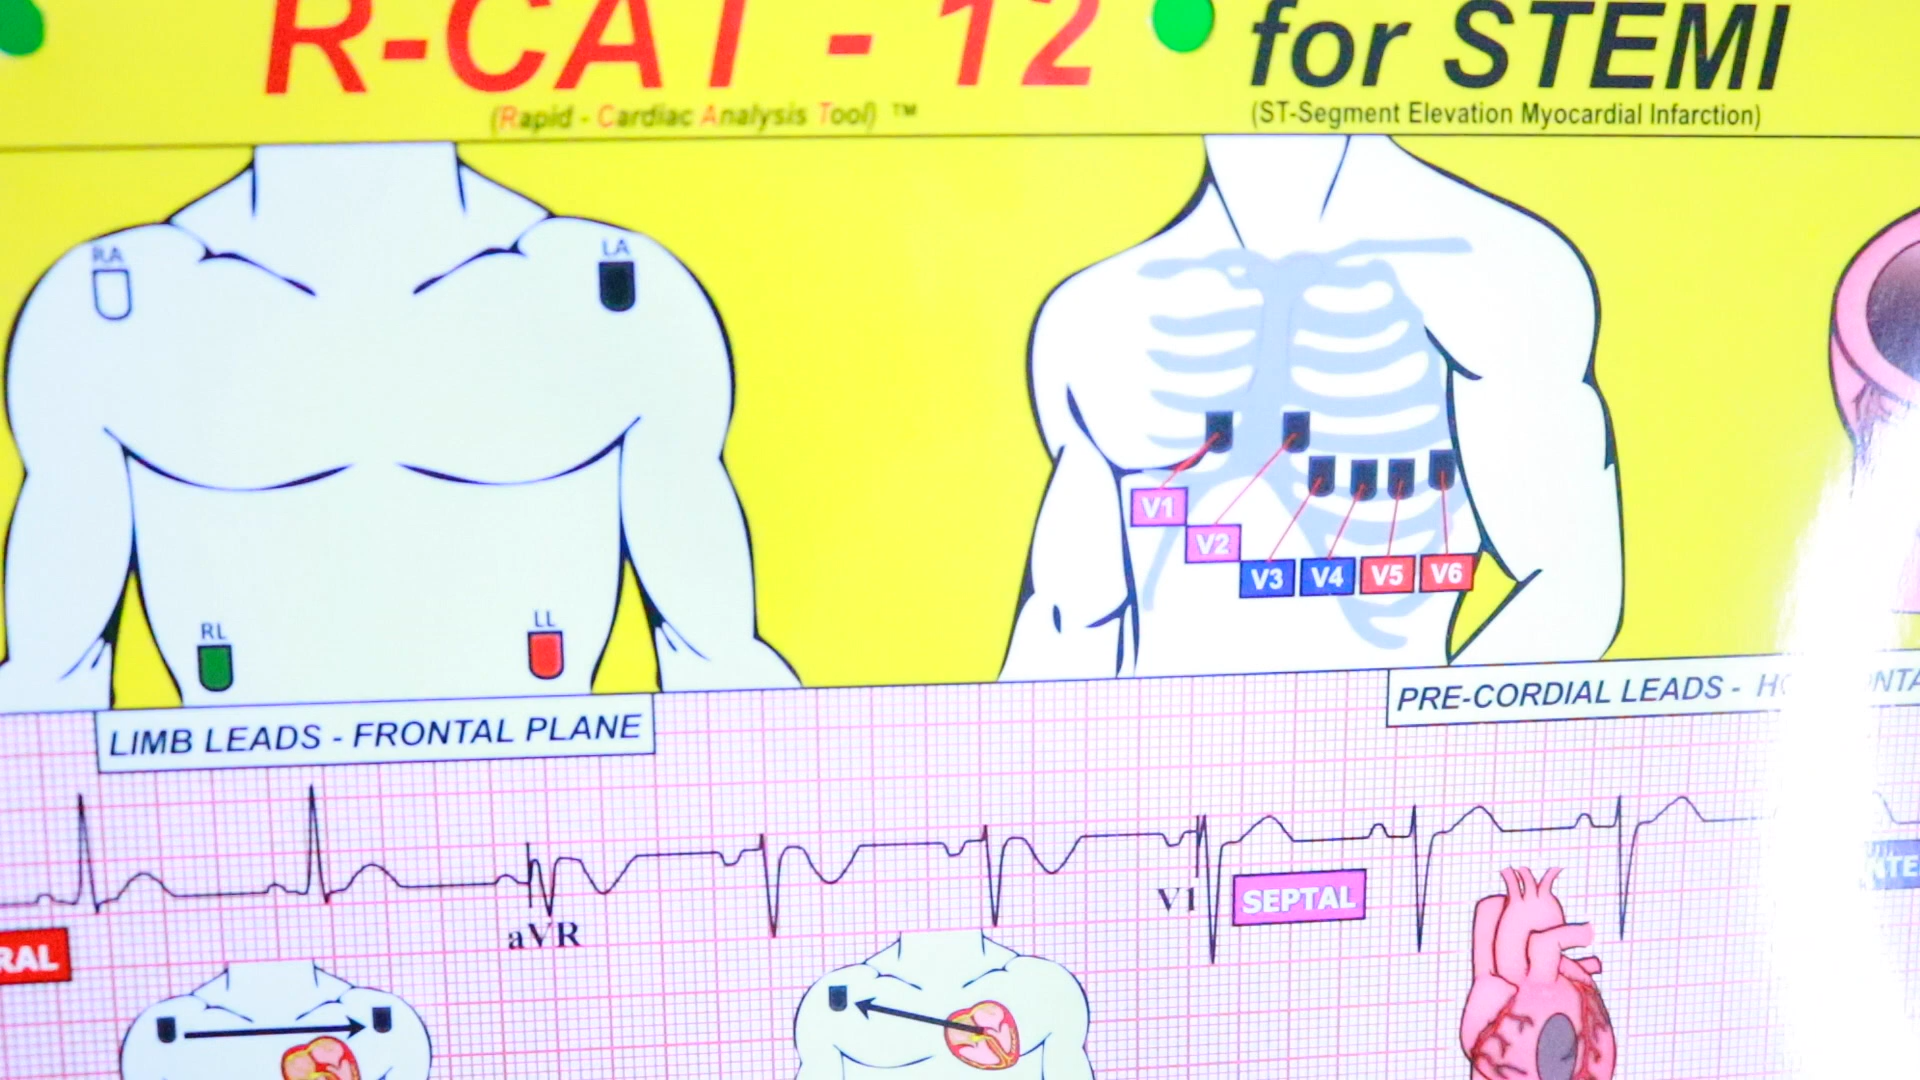 R-CAT - 12 for STEMI
(Rapid - Cardiac Analysis Tool) ™
(ST-Segment Elevation Myocardial Infarction)
RA
LA
RL
LL
V1
V2
V3
V4
V5
V6
LIMB LEADS - FRONTAL PLANE
PRE-CORDIAL LEADS -
aVR
V1
SEPTAL